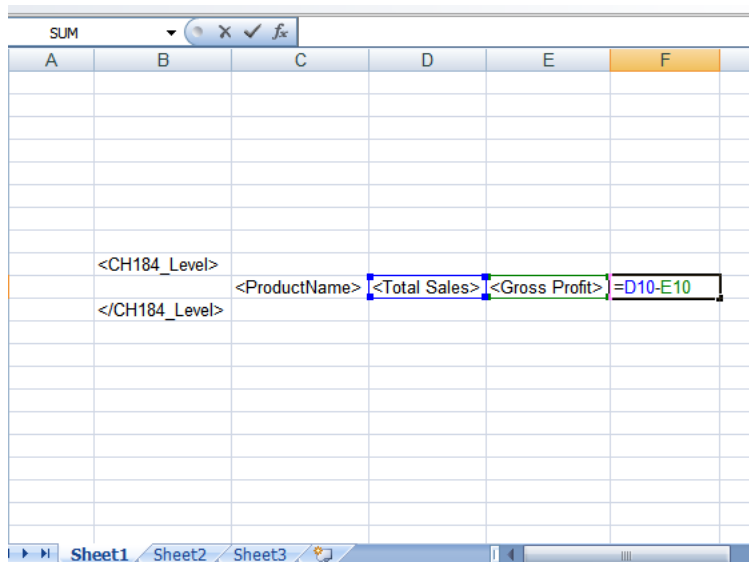 SUM fx
A B C D E F
<CH184_Level>
<ProductName> <Total Sales> <Gross Profit> =D10-E10
</CH184_Level>
Sheet1 Sheet2 Sheet3